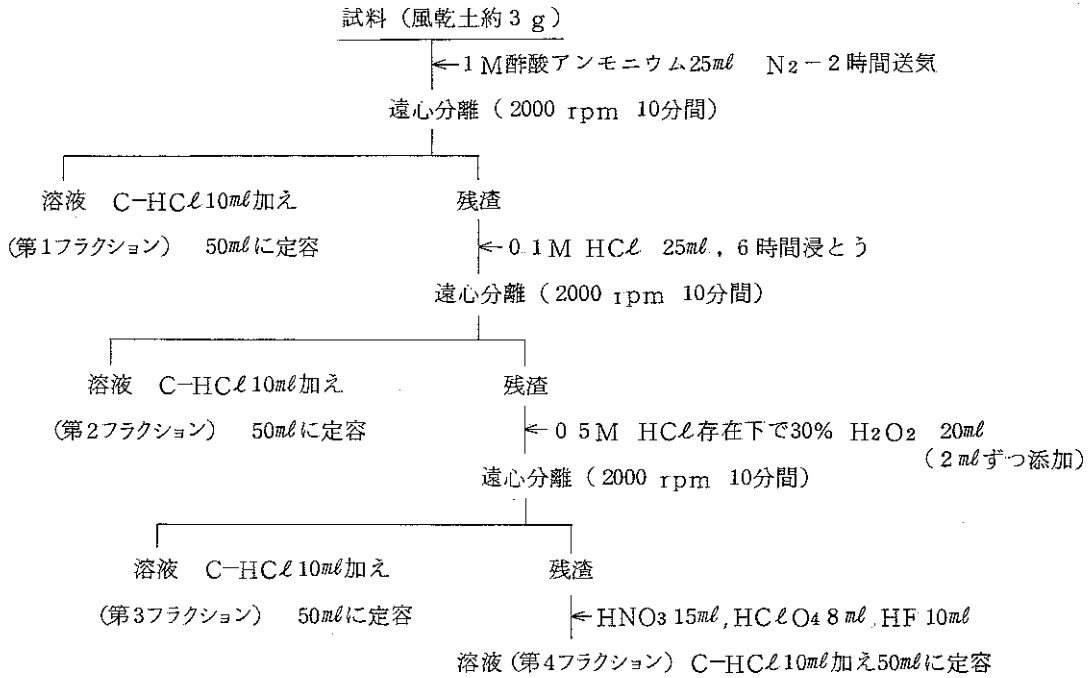 試料(風乾土約3g)
←1M酢酸アンモニウム25ml N2-2時間送気
遠心分離(2000 rpm 10分間)
溶液 C-HCl10ml加え 残渣
(第1フラクション) 50mlに定容
←0.1M HCl 25ml, 6時間浸とう
遠心分離(2000 rpm 10分間)
溶液 C-HCl10ml加え 残渣
(第2フラクション) 50mlに定容
←0 5M HCl存在下で30% H2O2 20ml
(2mlずつ添加)
遠心分離(2000 rpm 10分間)
溶液 C-HCl10ml加え 残渣
(第3フラクション) 50mlに定容
←HNO3 15ml, HClO4 8ml, HF 10ml
溶液(第4フラクション) C-HCl10ml加え50mlに定容